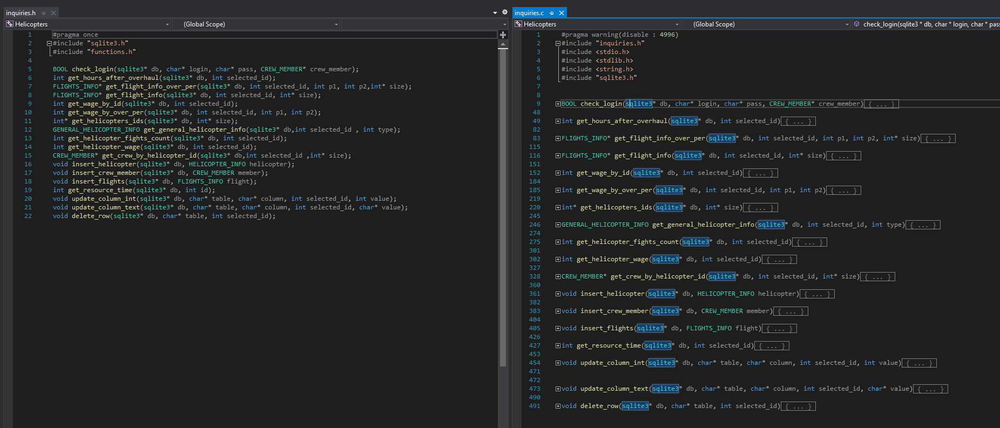 inquiries.h
Helicopters
(Global Scope)
1 #pragma once
2 #include "sqlite3.h"
3 #include "functions.h"
4
5 BOOL check_login(sqlite3* db, char* login, char* pass, CREW_MEMBER* crew_member);
6 int get_hours_after_overhaul(sqlite3* db, int selected_id);
7 FLIGHTS_INFO* get_flight_info_over_per(sqlite3* db, int selected_id, int p1, int p2,int* size);
8 FLIGHTS_INFO* get_flight_info(sqlite3* db, int selected_id, int* size);
9 int get_wage_by_id(sqlite3* db, int selected_id);
10 int get_wage_by_over_per(sqlite3* db, int selected_id, int p1, int p2);
11 int* get_helicopters_ids(sqlite3* db, int* size);
12 GENERAL_HELICOPTER_INFO get_general_helicopter_info(sqlite3* db,int selected_id , int type);
13 int get_helicopter_fights_count(sqlite3* db, int selected_id);
14 int get_helicopter_wage(sqlite3* db, int selected_id);
15 CREW_MEMBER* get_crew_by_helicopter_id(sqlite3* db,int selected_id ,int* size);
16 void insert_helicopter(sqlite3* db, HELICOPTER_INFO helicopter);
17 void insert_crew_member(sqlite3* db, CREW_MEMBER member);
18 void insert_flights(sqlite3* db, FLIGHTS_INFO flight);
19 int get_resource_time(sqlite3* db, int id);
20 void update_column_int(sqlite3* db, char* table, char* column, int selected_id, int value);
21 void update_column_text(sqlite3* db, char* table, char* column, int selected_id, char* value);
22 void delete_row(sqlite3* db, char* table, int selected_id);
inquiries.c
Helicopters
(Global Scope)
check_login(sqlite3 * db, char * login, char * pass
1 #pragma warning(disable : 4996)
2 #include "inquiries.h"
3 #include <stdio.h>
4 #include <stdlib.h>
5 #include <string.h>
6 #include "sqlite3.h"
7
8
9 BOOL check_login(sqlite3* db, char* login, char* pass, CREW_MEMBER* crew_member){ ... }
48
49 int get_hours_after_overhaul(sqlite3* db, int selected_id){ ... }
82
83 FLIGHTS_INFO* get_flight_info_over_per(sqlite3* db, int selected_id, int p1, int p2, int* size){ ... }
115
116 FLIGHTS_INFO* get_flight_info(sqlite3* db, int selected_id, int* size){ ... }
151
152 int get_wage_by_id(sqlite3* db, int selected_id){ ... }
184
185 int get_wage_by_over_per(sqlite3* db, int selected_id, int p1, int p2){ ... }
219
220 int* get_helicopters_ids(sqlite3* db, int* size){ ... }
245
246 GENERAL_HELICOPTER_INFO get_general_helicopter_info(sqlite3* db, int selected_id, int type){ ... }
274
275 int get_helicopter_fights_count(sqlite3* db, int selected_id){ ... }
301
302 int get_helicopter_wage(sqlite3* db, int selected_id){ ... }
327
328 CREW_MEMBER* get_crew_by_helicopter_id(sqlite3* db, int selected_id, int* size){ ... }
360
361 void insert_helicopter(sqlite3* db, HELICOPTER_INFO helicopter){ ... }
382
383 void insert_crew_member(sqlite3* db, CREW_MEMBER member){ ... }
404
405 void insert_flights(sqlite3* db, FLIGHTS_INFO flight){ ... }
426
427 int get_resource_time(sqlite3* db, int selected_id){ ... }
453
454 void update_column_int(sqlite3* db, char* table, char* column, int selected_id, int value){ ... }
471
472
473 void update_column_text(sqlite3* db, char* table, char* column, int selected_id, char* value){ ... }
490
491 void delete_row(sqlite3* db, char* table, int selected_id){ ... }